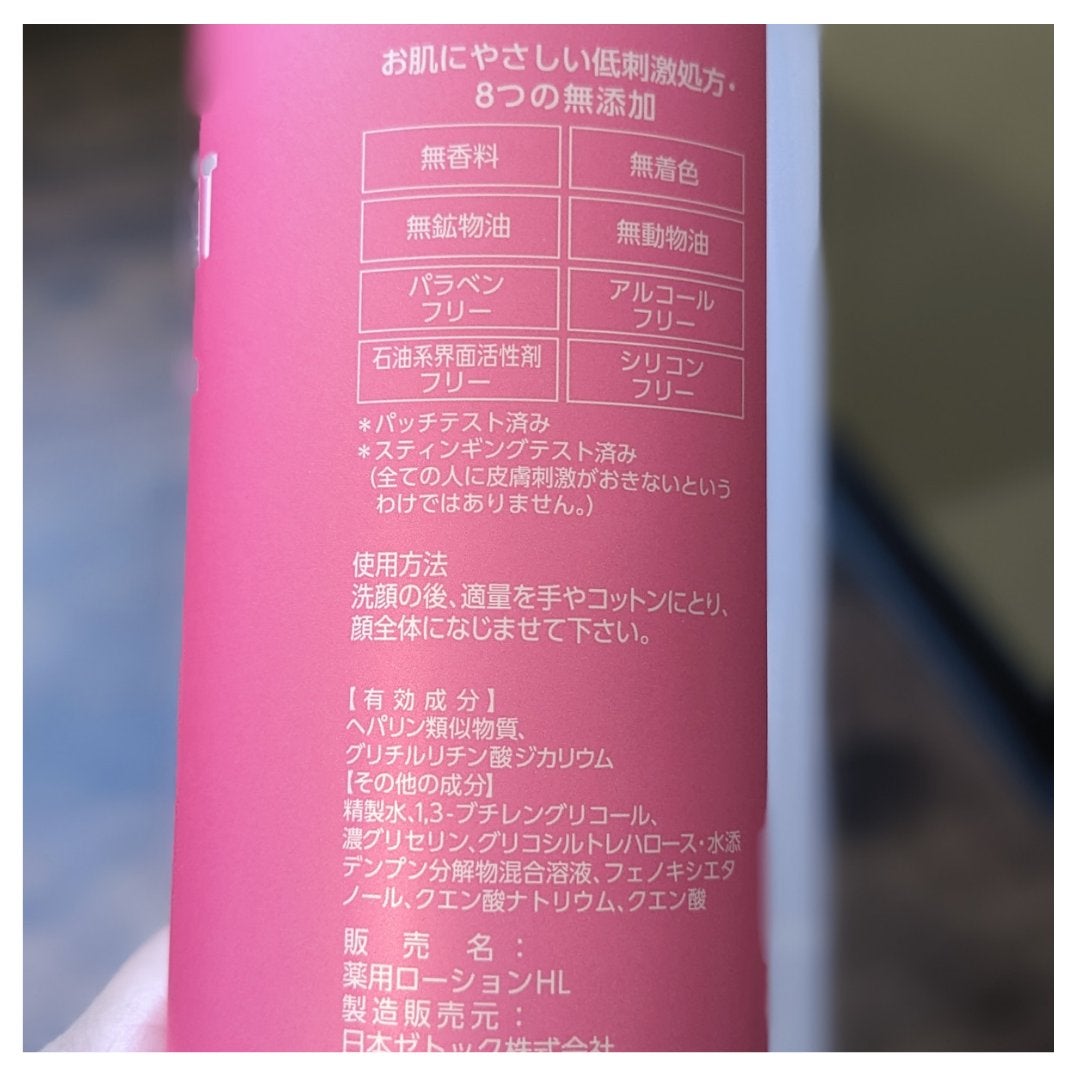 お肌にやさしい低刺激処方・
8つの無添加
無香料
無着色
無鉱物油
無動物油
パラベン
フリー
アルコール
フリー
石油系界面活性剤
フリー
シリコン
フリー
*パッチテスト済み
*スティンギングテスト済み
(全ての人に皮膚刺激がおきないという
わけではありません。)
使用方法
洗顔の後、適量を手やコットンにとり、
顔全体になじませて下さい。
【有効成分】
ヘパリン類似物質、
グリチルリチン酸ジカリウム
【その他の成分】
精製水、1,3-ブチレングリコール、
濃グリセリン、グリコシルトレハロース・水添
デンプン分解物混合溶液、フェノキシエタ
ノール、クエン酸ナトリウム、クエン酸
販売名:
薬用ローションHL
製造販売元:
日本ゼトック株式会社